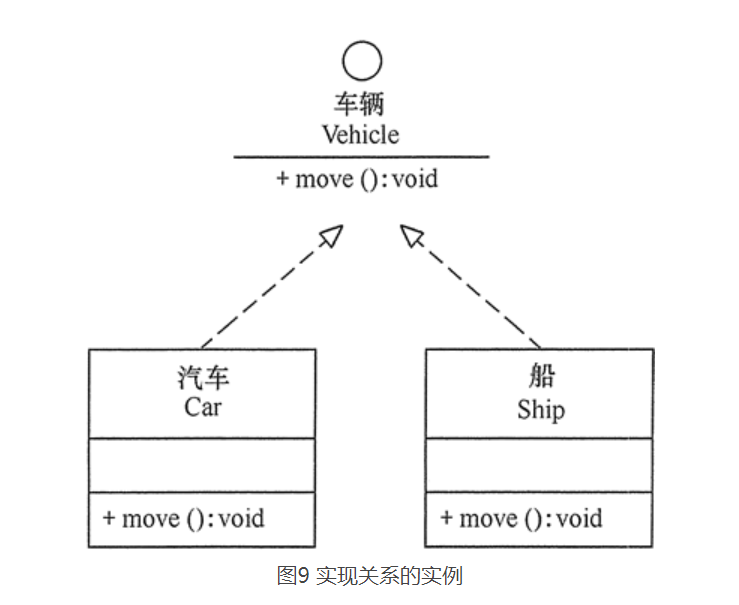 车辆
Vehicle
+ move ( ) : void
汽车
Car
船
Ship
+ move ( ) : void
+ move ( ) : void
图9 实现关系的实例